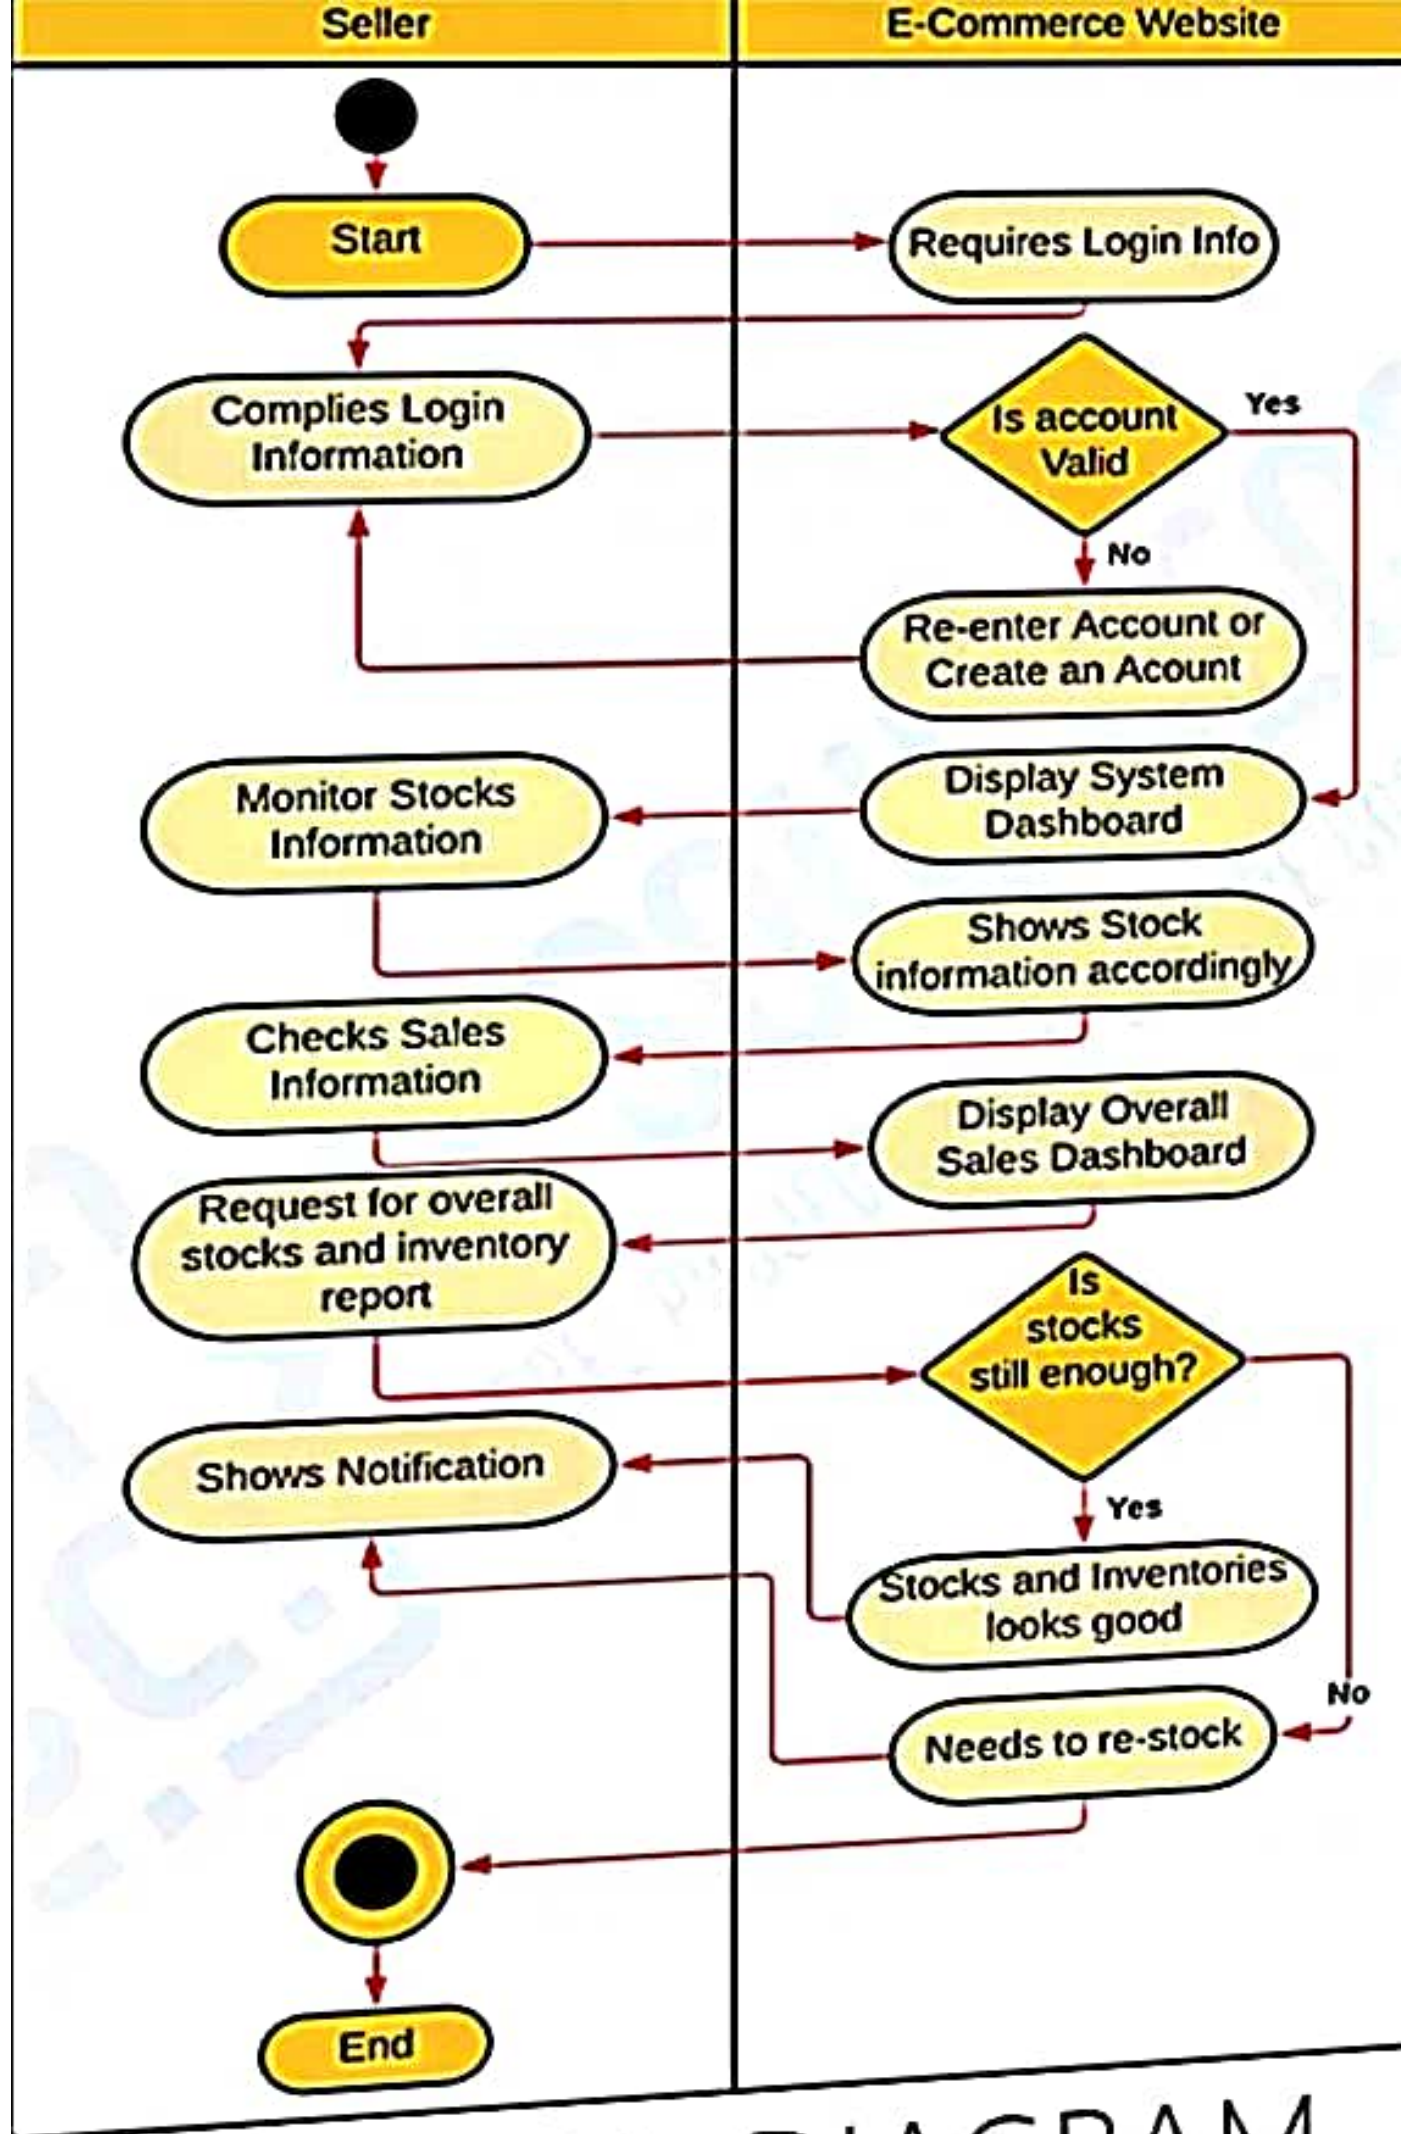 Seller
E-Commerce Website
Start
Requires Login Info
Complies Login
Information
Is account
Valid
Yes
No
Re-enter Account or
Create an Acount
Monitor Stocks
Information
Display System
Dashboard
Shows Stock
information accordingly
Checks Sales
Information
Display Overall
Sales Dashboard
Request for overall
stocks and inventory
report
Is
stocks
still enough?
Shows Notification
Yes
Stocks and Inventories
looks good
No
Needs to re-stock
End
DIAGRAM